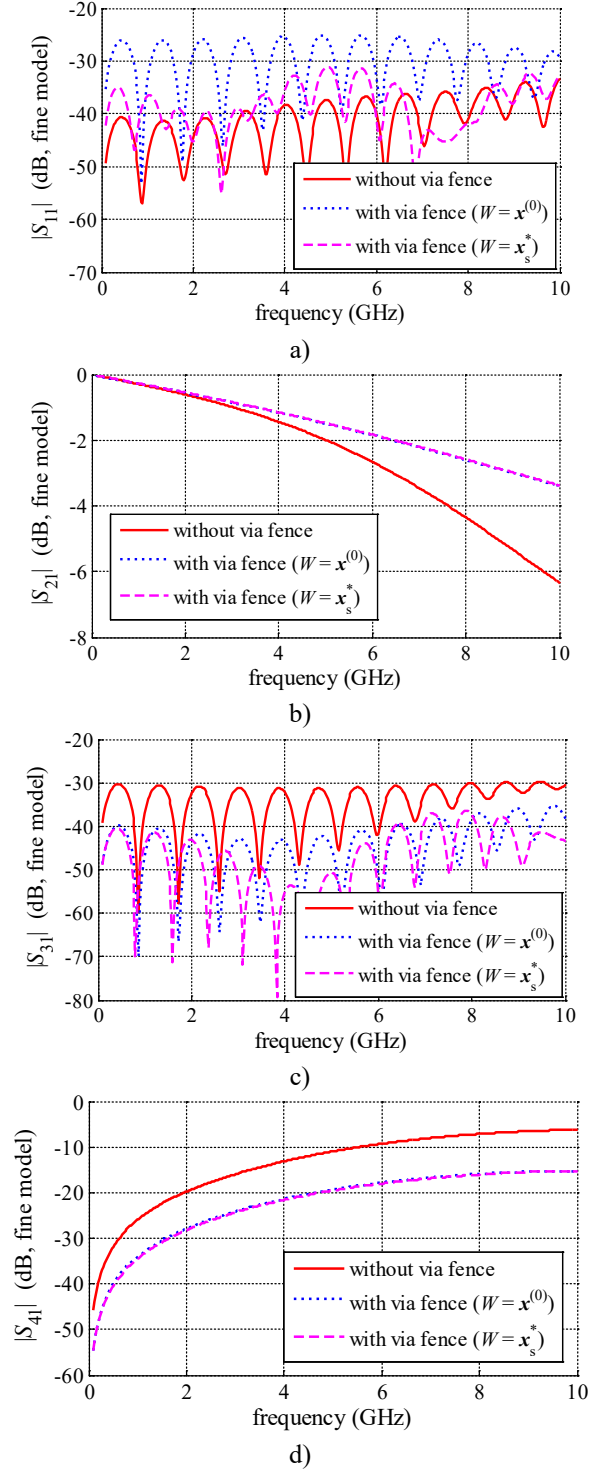 |S11| (dB, fine model)
-20
-30
-40
-50
-60
-70
without via fence
with via fence (W = x(0))
with via fence (W = xs*)
0 2 4 6 8 10
frequency (GHz)
a)
|S21| (dB, fine model)
0
-2
-4
-6
-8
without via fence
with via fence (W = x(0))
with via fence (W = xs*)
0 2 4 6 8 10
frequency (GHz)
b)
|S31| (dB, fine model)
-20
-30
-40
-50
-60
-70
-80
without via fence
with via fence (W = x(0))
with via fence (W = xs*)
0 2 4 6 8 10
frequency (GHz)
c)
|S41| (dB, fine model)
0
-10
-20
-30
-40
-50
-60
without via fence
with via fence (W = x(0))
with via fence (W = xs*)
0 2 4 6 8 10
frequency (GHz)
d)